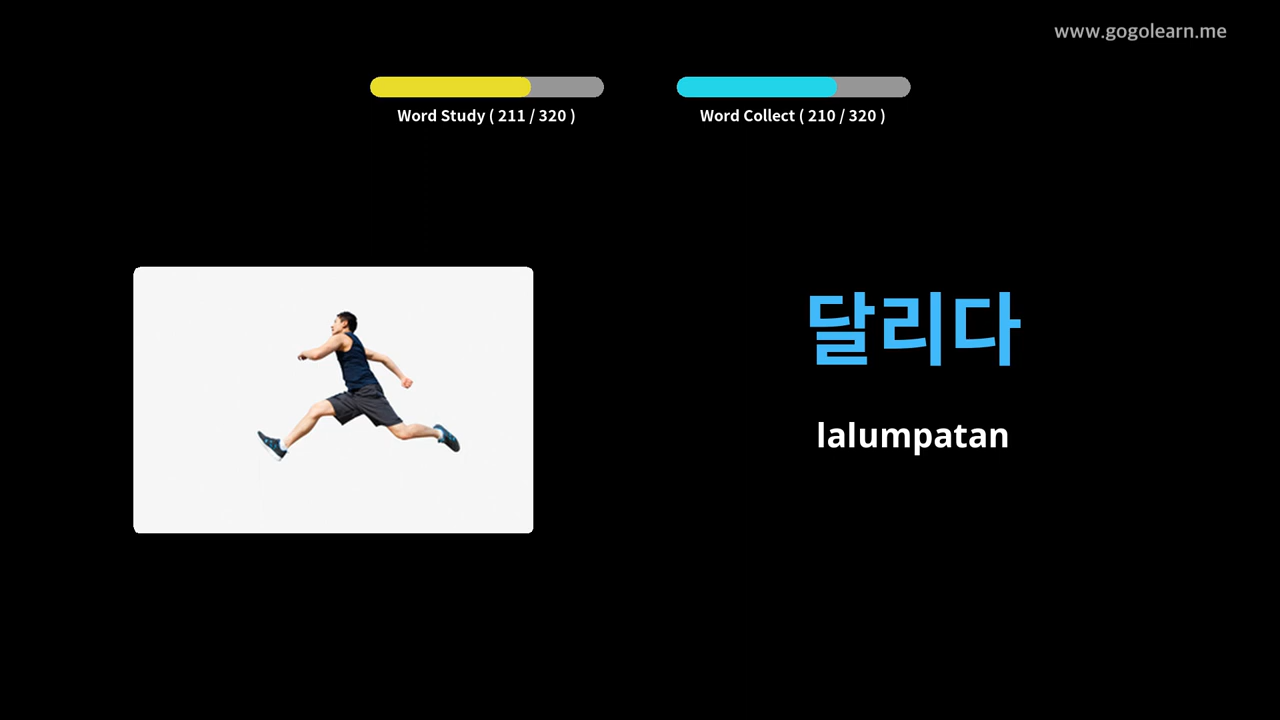 www.gogolearn.me
Word Study ( 211 / 320 )
Word Collect ( 210 / 320 )
달리다
lalumpatan